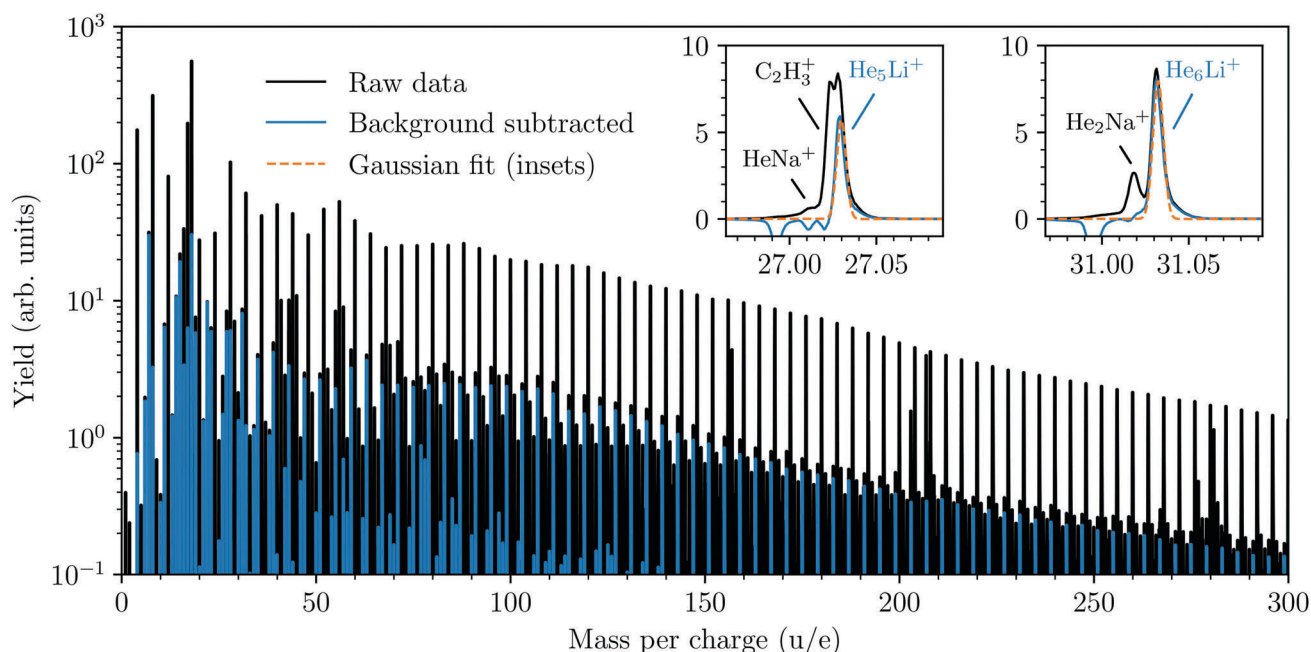 Yield (arb. units)
10³
10²
10¹
10⁰
10⁻¹
Raw data
Background subtracted
Gaussian fit (insets)
10
5
0
C₂H₃⁺
He₅Li⁺
HeNa⁺
27.00 27.05
10
5
0
He₆Li⁺
He₂Na⁺
31.00 31.05
0 50 100 150 200 250 300
Mass per charge (u/e)